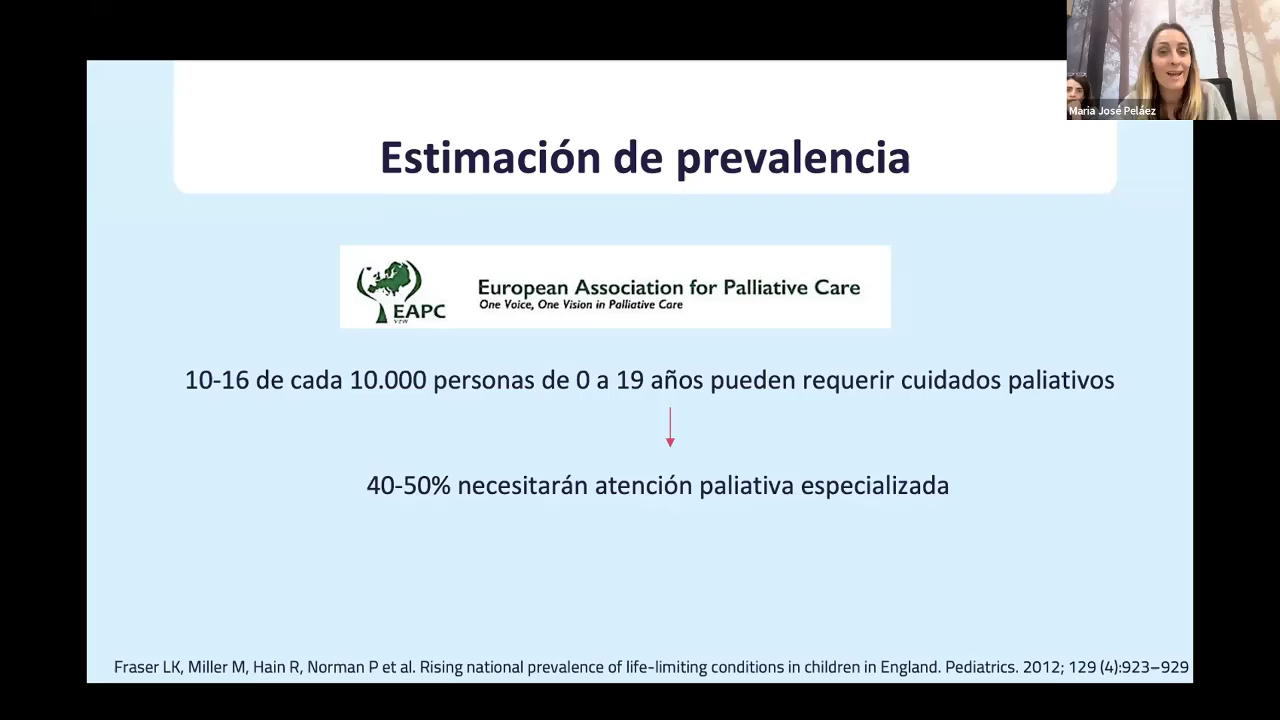 Maria José Peláez
Estimación de prevalencia
EAPC
VZW
European Association for Palliative Care
One Voice, One Vision in Palliative Care
10-16 de cada 10.000 personas de 0 a 19 años pueden requerir cuidados paliativos
40-50% necesitarán atención paliativa especializada
Fraser LK, Miller M, Hain R, Norman P et al. Rising national prevalence of life-limiting conditions in children in England. Pediatrics. 2012; 129 (4):923–929